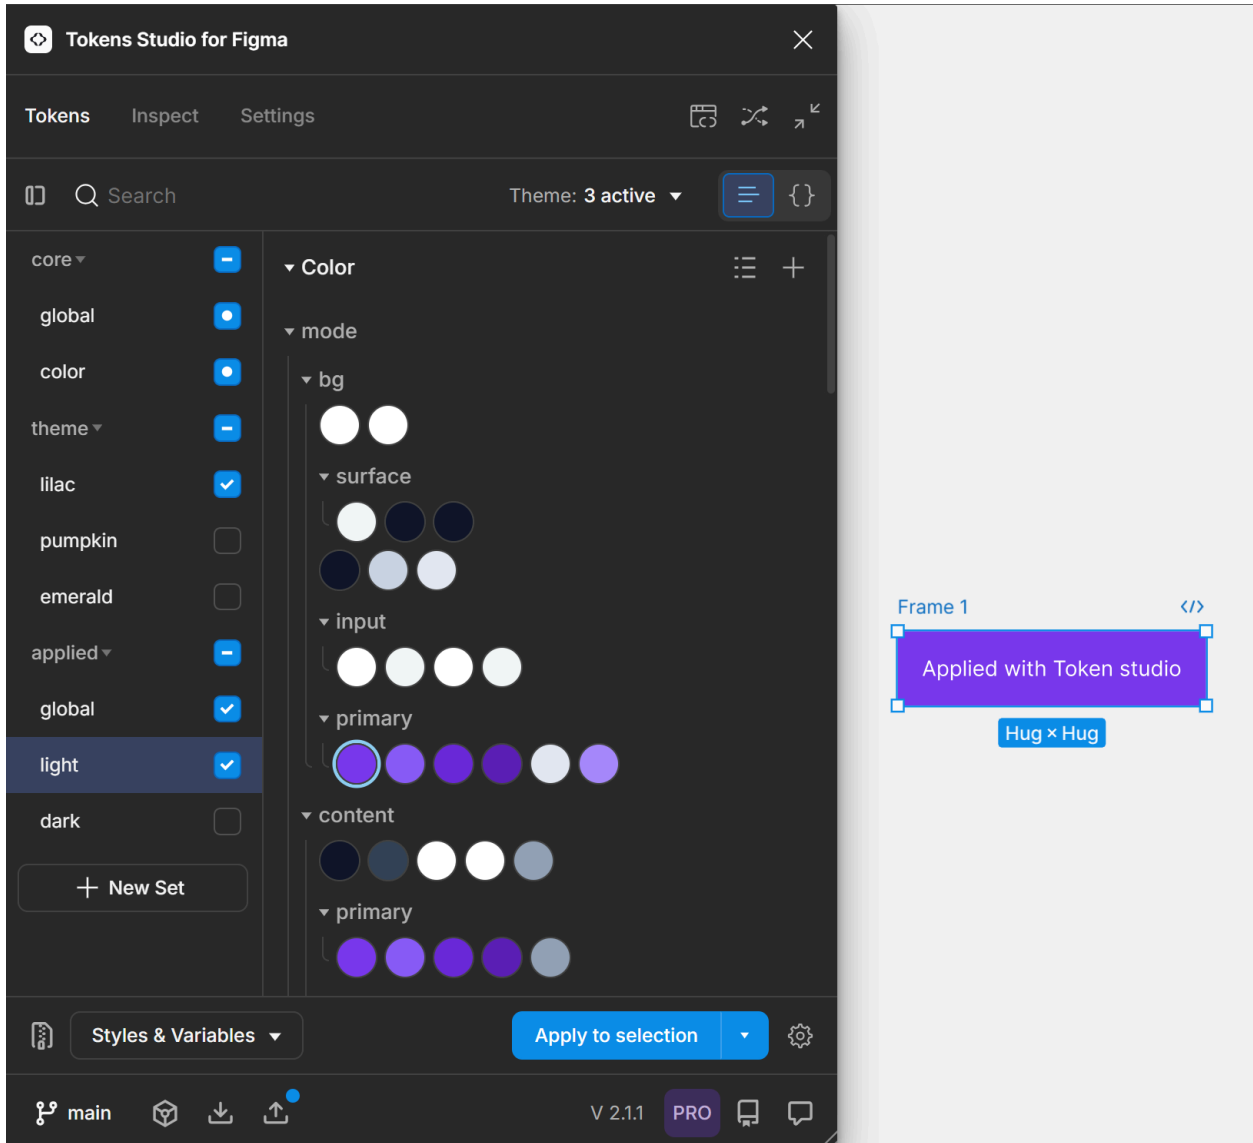 Tokens Studio for Figma
Tokens Inspect Settings
Search Theme: 3 active
core
global
color
theme
lilac
pumpkin
emerald
applied
global
light
dark
New Set
Color
mode
bg
surface
input
primary
content
primary
Styles & Variables Apply to selection
main V 2.1.1 PRO
Frame 1
Applied with Token studio
Hug × Hug